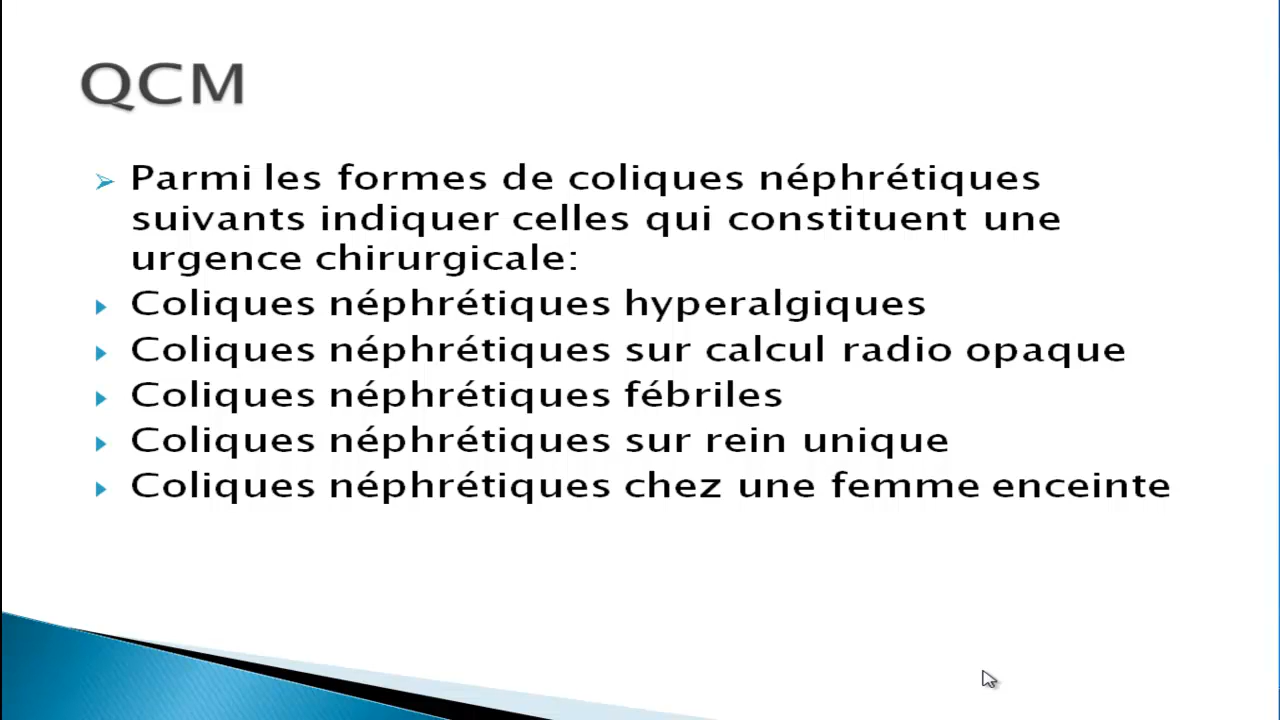 QCM
Parmi les formes de coliques néphrétiques
suivants indiquer celles qui constituent une
urgence chirurgicale:
Coliques néphrétiques hyperalgiques
Coliques néphrétiques sur calcul radio opaque
Coliques néphrétiques fébriles
Coliques néphrétiques sur rein unique
Coliques néphrétiques chez une femme enceinte